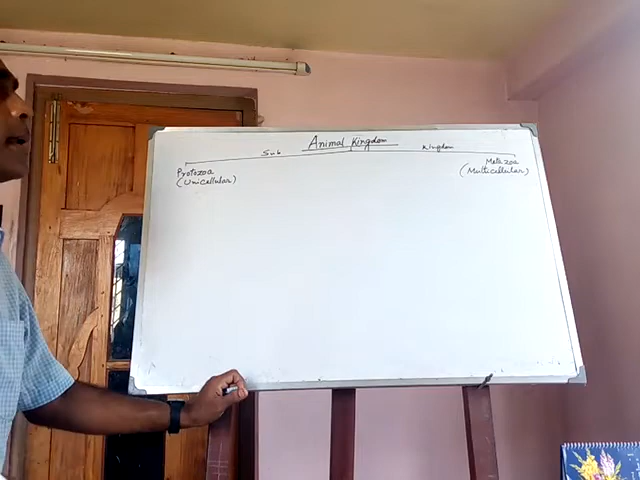 Animal Kingdom
Sub Kingdom
Protozoa
(Unicellular)
Metazoa
(Multicellular)